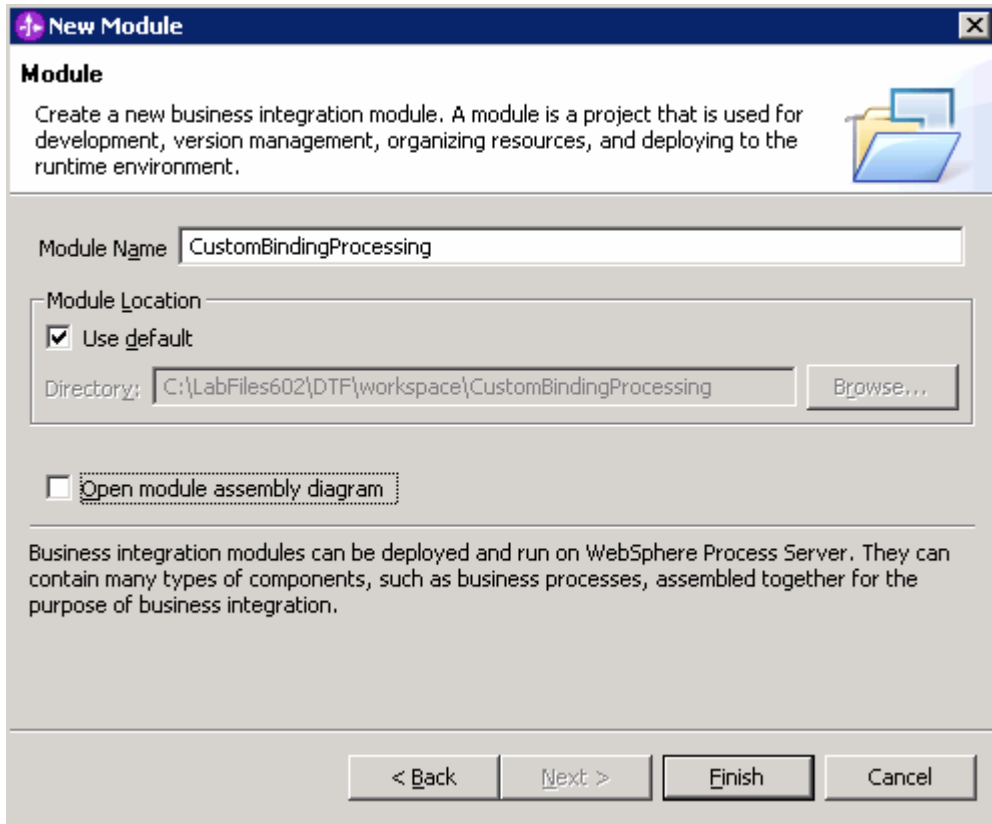 New Module
Module
Create a new business integration module. A module is a project that is used for
development, version management, organizing resources, and deploying to the
runtime environment.
Module Name CustomBindingProcessing
Module Location
Use default
Directory: C:\LabFiles602\DTF\workspace\CustomBindingProcessing Browse...
Open module assembly diagram
Business integration modules can be deployed and run on WebSphere Process Server. They can
contain many types of components, such as business processes, assembled together for the
purpose of business integration.
< Back Next > Finish Cancel